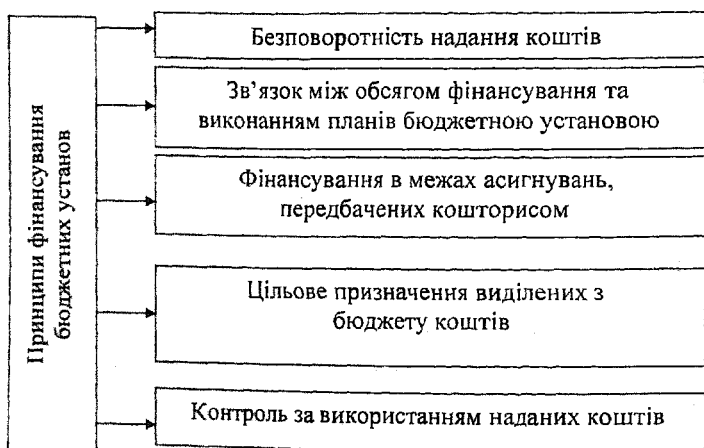 Принципи фінансування
бюджетних установ
Безповоротність надання коштів
Зв’язок між обсягом фінансування та
виконанням планів бюджетною установою
Фінансування в межах асигнувань,
передбачених кошторисом
Цільове призначення виділених з
бюджету коштів
Контроль за використанням наданих коштів